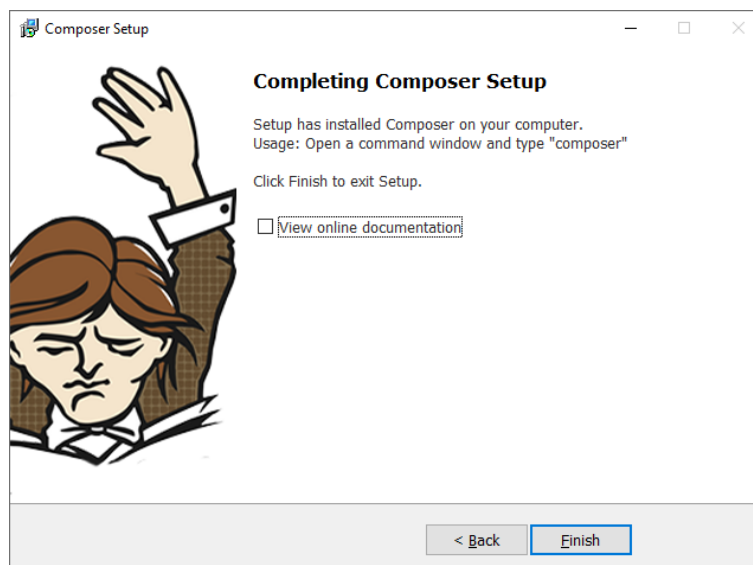 Composer Setup
Completing Composer Setup
Setup has installed Composer on your computer.
Usage: Open a command window and type "composer"
Click Finish to exit Setup.
View online documentation
< Back
Finish